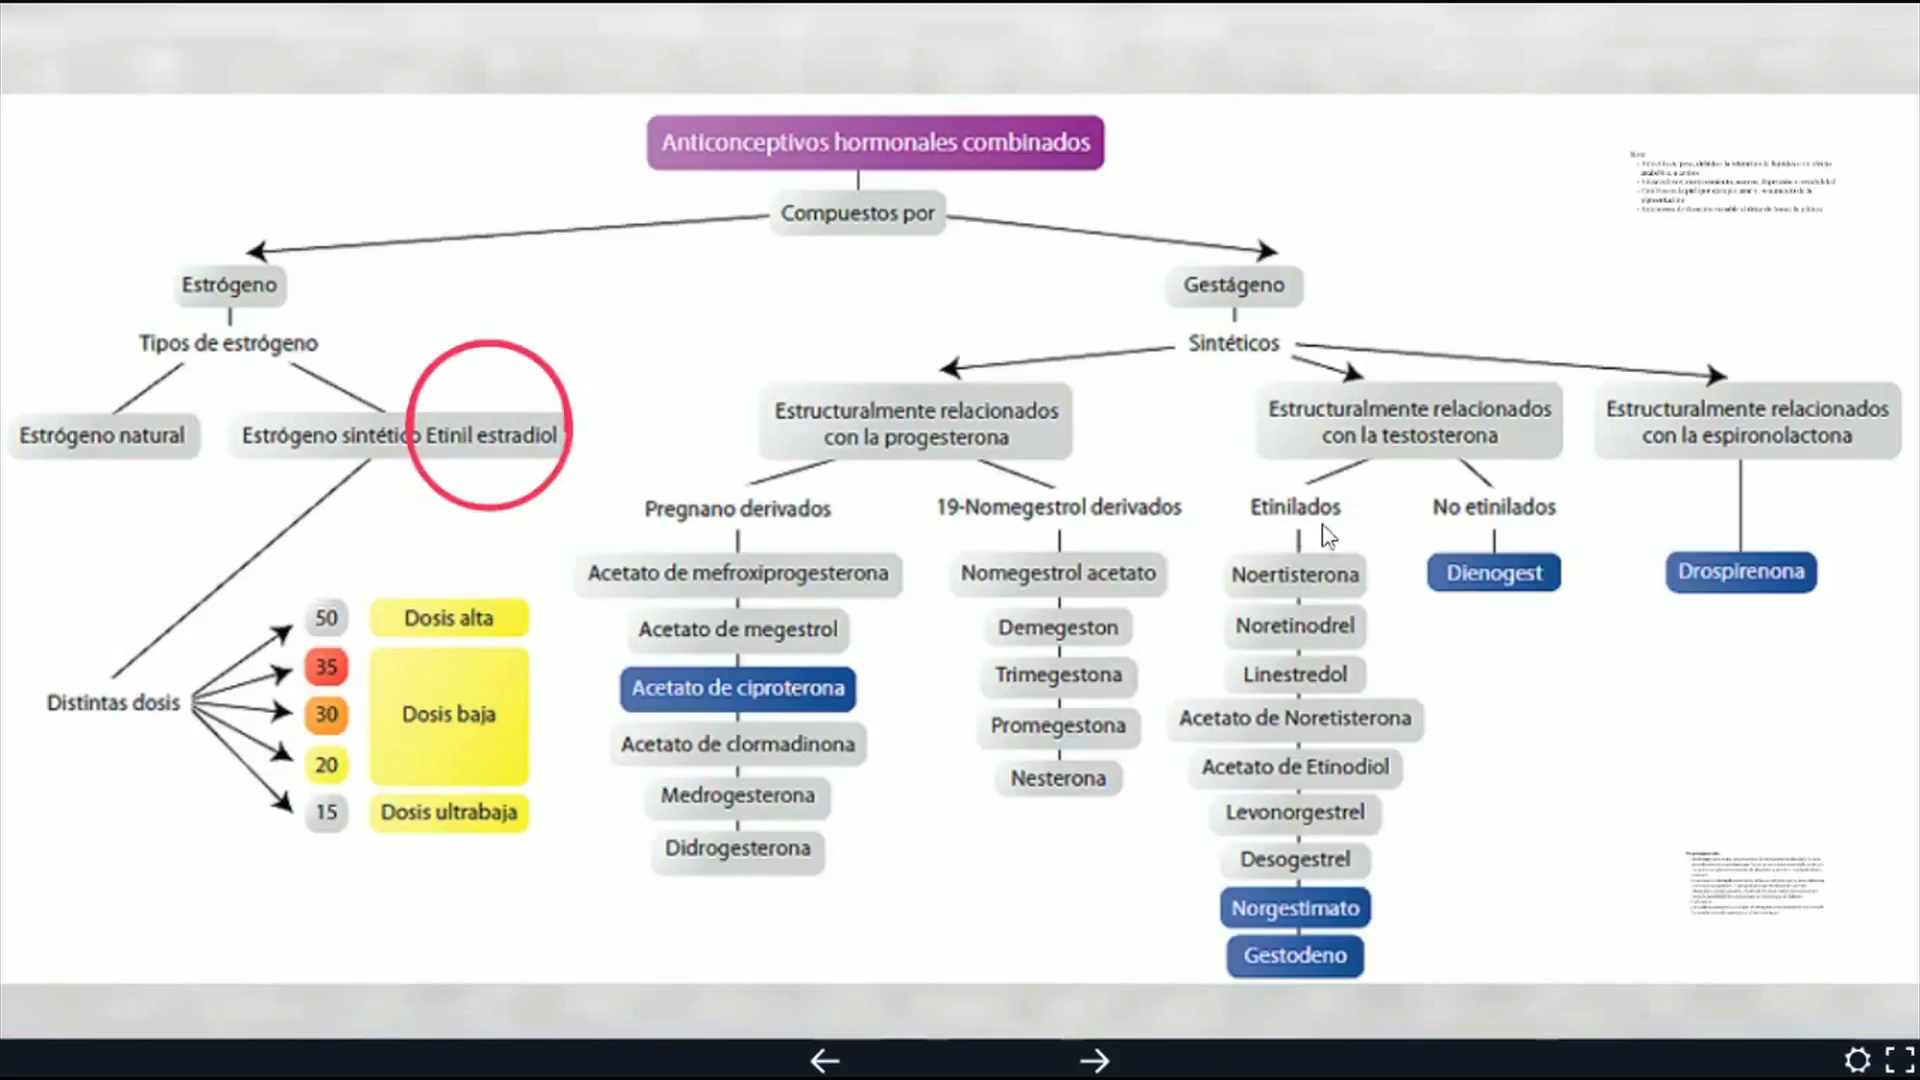 Anticonceptivos hormonales combinados
Compuestos por
Estrógeno
Tipos de estrógeno
Estrógeno natural
Estrógeno sintético Etinil estradiol
Distintas dosis
50
35
30
20
15
Dosis alta
Dosis baja
Dosis ultrabaja
Gestágeno
Sintéticos
Estructuralmente relacionados
con la progesterona
Pregnano derivados
Acetato de mefroxiprogesterona
Acetato de megestrol
Acetato de ciproterona
Acetato de clormadinona
Medrogesterona
Didrogesterona
19-Nomegestrol derivados
Nomegestrol acetato
Demegeston
Trimegestona
Promegestona
Nesterona
Estructuralmente relacionados
con la testosterona
Etinilados
Noertisterona
Noretinodrel
Linestredol
Acetato de Noretisterona
Acetato de Etinodiol
Levonorgestrel
Desogestrel
Norgestimato
Gestodeno
No etinilados
Dienogest
Estructuralmente relacionados
con la espironolactona
Drospirenona